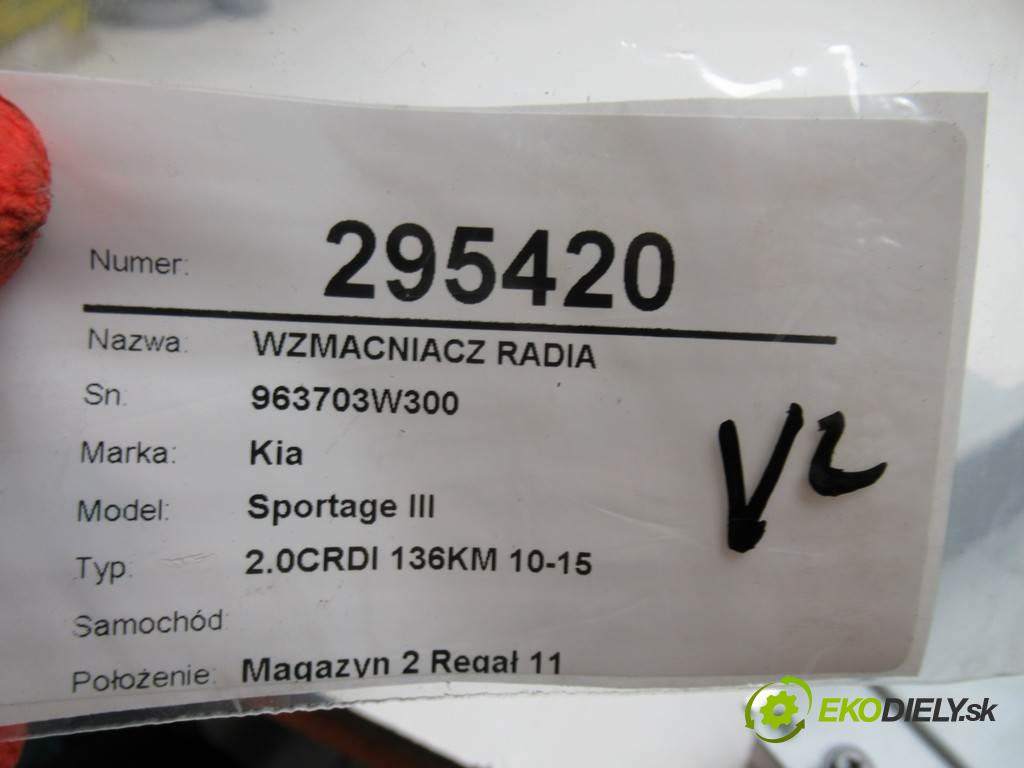 Numer: 295420
Nazwa: WZMACNIACZ RADIA
Sn. 963703W300
Marka: Kia
Model: Sportage III
Typ: 2.0CRDI 136KM 10-15
Samochód:
Położenie: Magazyn 2 Regał 11
V2
EKODIELY.sk